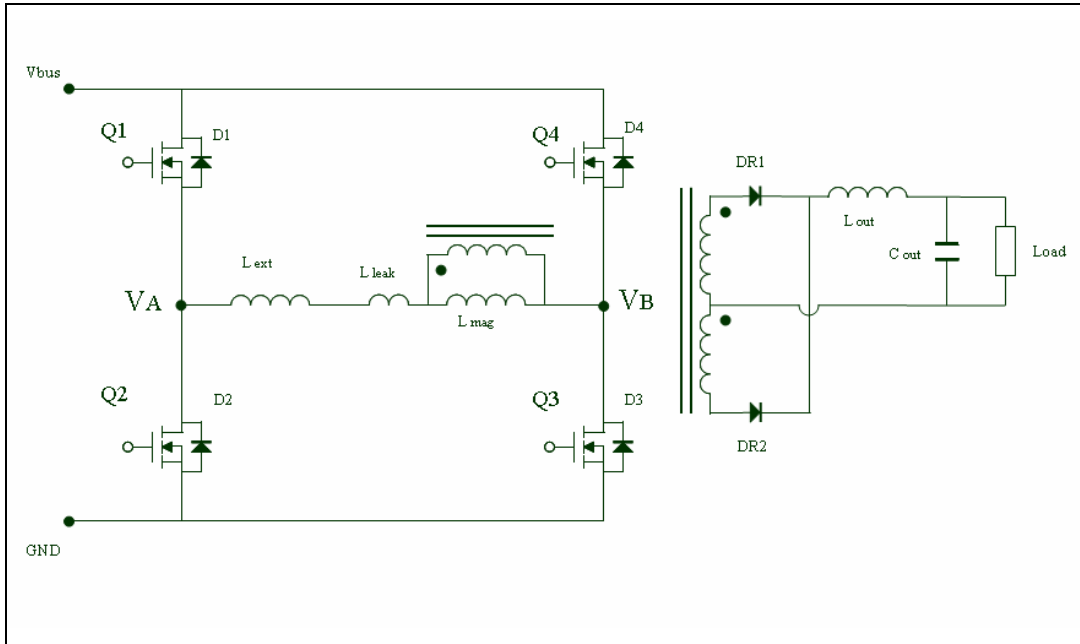 Vbus
Q1
D1
Q4
D4
DR1
L out
C out
Load
L ext
L leak
VA
VB
L mag
Q2
D2
Q3
D3
DR2
GND